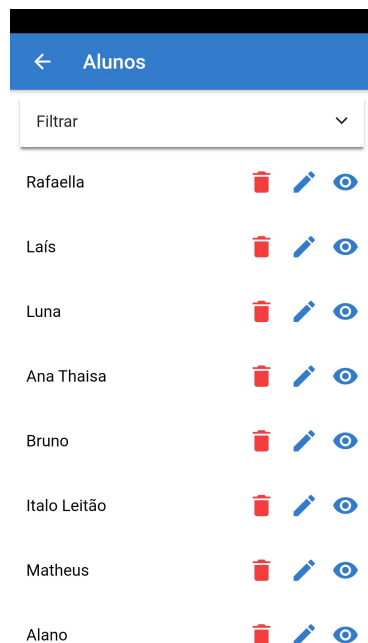 Alunos
Filtrar
Rafaella
Laís
Luna
Ana Thaisa
Bruno
Italo Leitão
Matheus
Alano